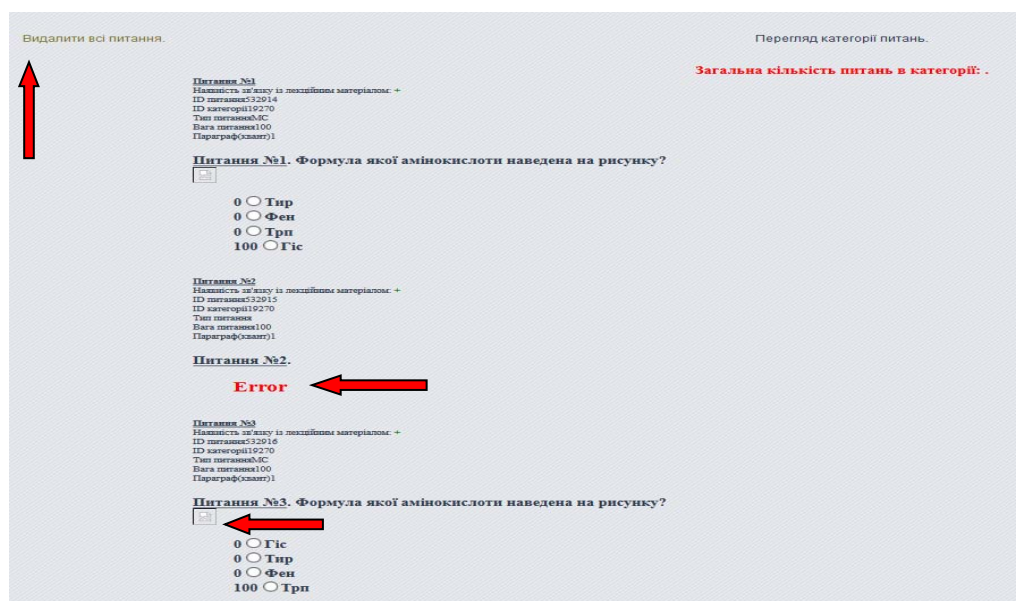 Видалити всі питання.
Перегляд категорії питань.
Загальна кількість питань в категорії: .
Питання №1
Наявність зв'язку із лекційним матеріалом: +
ID питання532914
ID категорії19270
Тип питанняMC
Вага питання100
Параграф(квант)1
Питання №1. Формула якої амінокислоти наведена на рисунку?
0 Тир
0 Фен
0 Трп
100 Гіс
Питання №2
Наявність зв'язку із лекційним матеріалом: +
ID питання532915
ID категорії19270
Тип питання
Вага питання100
Параграф(квант)1
Питання №2.
Error
Питання №3
Наявність зв'язку із лекційним матеріалом: +
ID питання532916
ID категорії19270
Тип питанняMC
Вага питання100
Параграф(квант)1
Питання №3. Формула якої амінокислоти наведена на рисунку?
0 Гіс
0 Тир
0 Фен
100 Трп